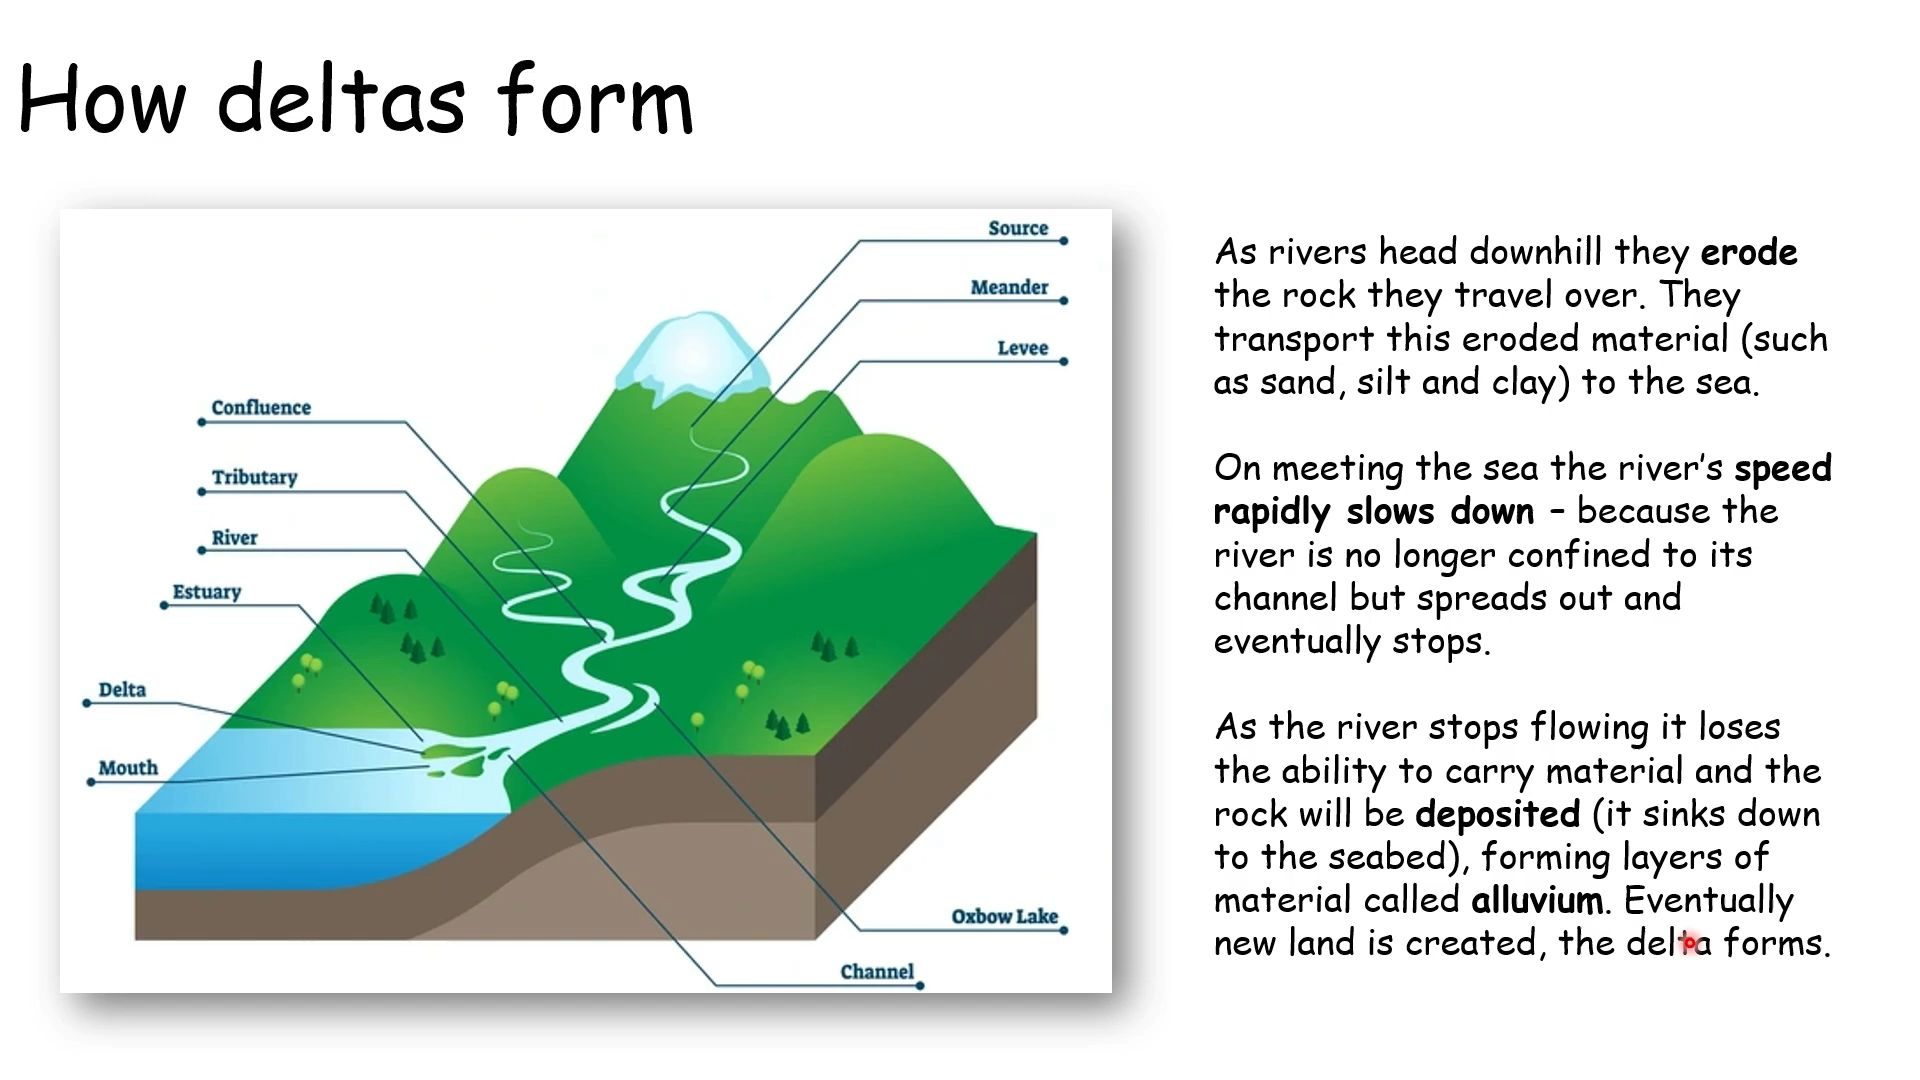 How deltas form
Source
Meander
Levee
Confluence
Tributary
River
Estuary
Delta
Mouth
Oxbow Lake
Channel
As rivers head downhill they erode
the rock they travel over. They
transport this eroded material (such
as sand, silt and clay) to the sea.
On meeting the sea the river's speed
rapidly slows down – because the
river is no longer confined to its
channel but spreads out and
eventually stops.
As the river stops flowing it loses
the ability to carry material and the
rock will be deposited (it sinks down
to the seabed), forming layers of
material called alluvium. Eventually
new land is created, the delta forms.